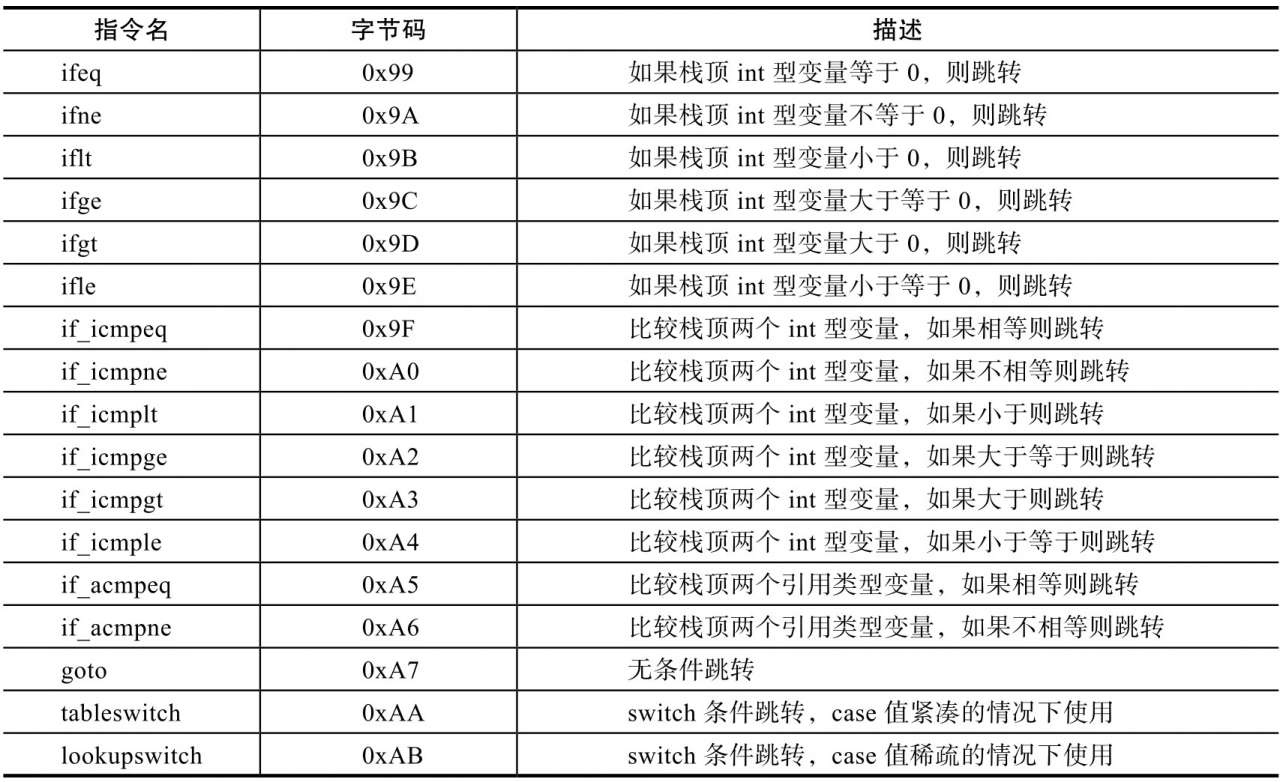 指令名 字节码 描述
ifeq 0x99 如果栈顶 int 型变量等于 0，则跳转
ifne 0x9A 如果栈顶 int 型变量不等于 0，则跳转
iflt 0x9B 如果栈顶 int 型变量小于 0，则跳转
ifge 0x9C 如果栈顶 int 型变量大于等于 0，则跳转
ifgt 0x9D 如果栈顶 int 型变量大于 0，则跳转
ifle 0x9E 如果栈顶 int 型变量小于等于 0，则跳转
if_icmpeq 0x9F 比较栈顶两个 int 型变量，如果相等则跳转
if_icmpne 0xA0 比较栈顶两个 int 型变量，如果不相等则跳转
if_icmplt 0xA1 比较栈顶两个 int 型变量，如果小于则跳转
if_icmpge 0xA2 比较栈顶两个 int 型变量，如果大于等于则跳转
if_icmpgt 0xA3 比较栈顶两个 int 型变量，如果大于则跳转
if_icmple 0xA4 比较栈顶两个 int 型变量，如果小于等于则跳转
if_acmpeq 0xA5 比较栈顶两个引用类型变量，如果相等则跳转
if_acmpne 0xA6 比较栈顶两个引用类型变量，如果不相等则跳转
goto 0xA7 无条件跳转
tableswitch 0xAA switch 条件跳转，case 值紧凑的情况下使用
lookupswitch 0xAB switch 条件跳转，case 值稀疏的情况下使用